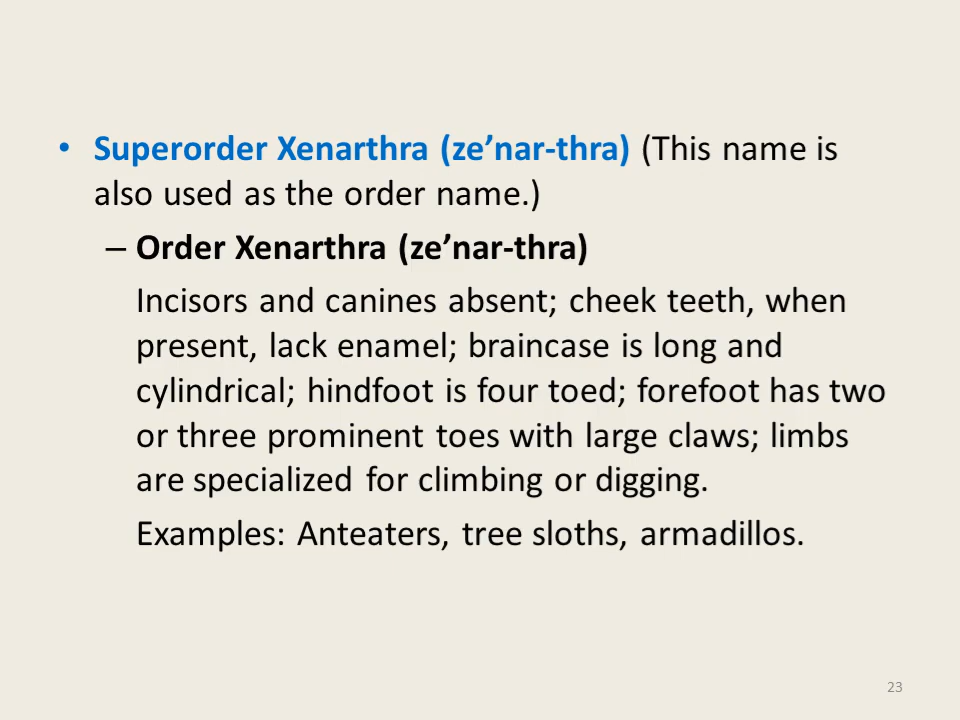 • Superorder Xenarthra (ze’nar-thra) (This name is
also used as the order name.)
– Order Xenarthra (ze’nar-thra)
Incisors and canines absent; cheek teeth, when
present, lack enamel; braincase is long and
cylindrical; hindfoot is four toed; forefoot has two
or three prominent toes with large claws; limbs
are specialized for climbing or digging.
Examples: Anteaters, tree sloths, armadillos.
23